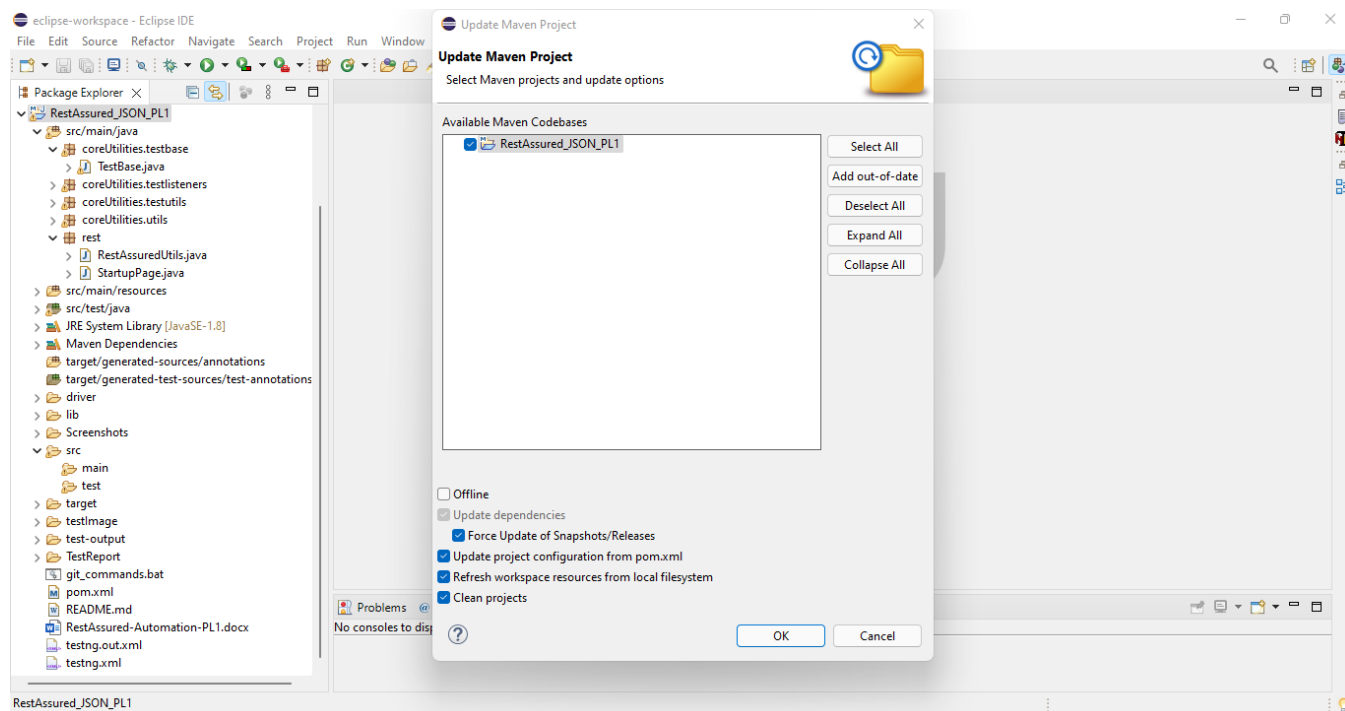 eclipse-workspace - Eclipse IDE
File Edit Source Refactor Navigate Search Project Run Window
Package Explorer
RestAssured_JSON_PL1
src/main/java
coreUtilities.testbase
TestBase.java
coreUtilities.testlisteners
coreUtilities.testutils
coreUtilities.utils
rest
RestAssuredUtils.java
StartupPage.java
src/main/resources
src/test/java
JRE System Library [JavaSE-1.8]
Maven Dependencies
target/generated-sources/annotations
target/generated-test-sources/test-annotations
driver
lib
Screenshots
src
main
test
target
testImage
test-output
TestReport
git_commands.bat
pom.xml
README.md
RestAssured-Automation-PL1.docx
testng.out.xml
testng.xml
RestAssured_JSON_PL1
Problems @
No consoles to
Update Maven Project
Update Maven Project
Select Maven projects and update options
Available Maven Codebases
RestAssured_JSON_PL1
Select All
Add out-of-date
Deselect All
Expand All
Collapse All
Offline
Update dependencies
Force Update of Snapshots/Releases
Update project configuration from pom.xml
Refresh workspace resources from local filesystem
Clean projects
?
OK
Cancel